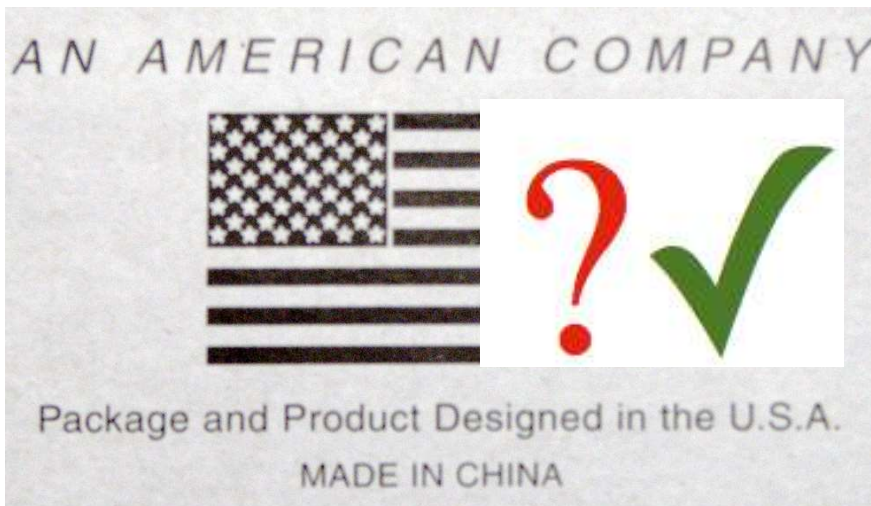 AN AMERICAN COMPANY
?
Package and Product Designed in the U.S.A.
MADE IN CHINA